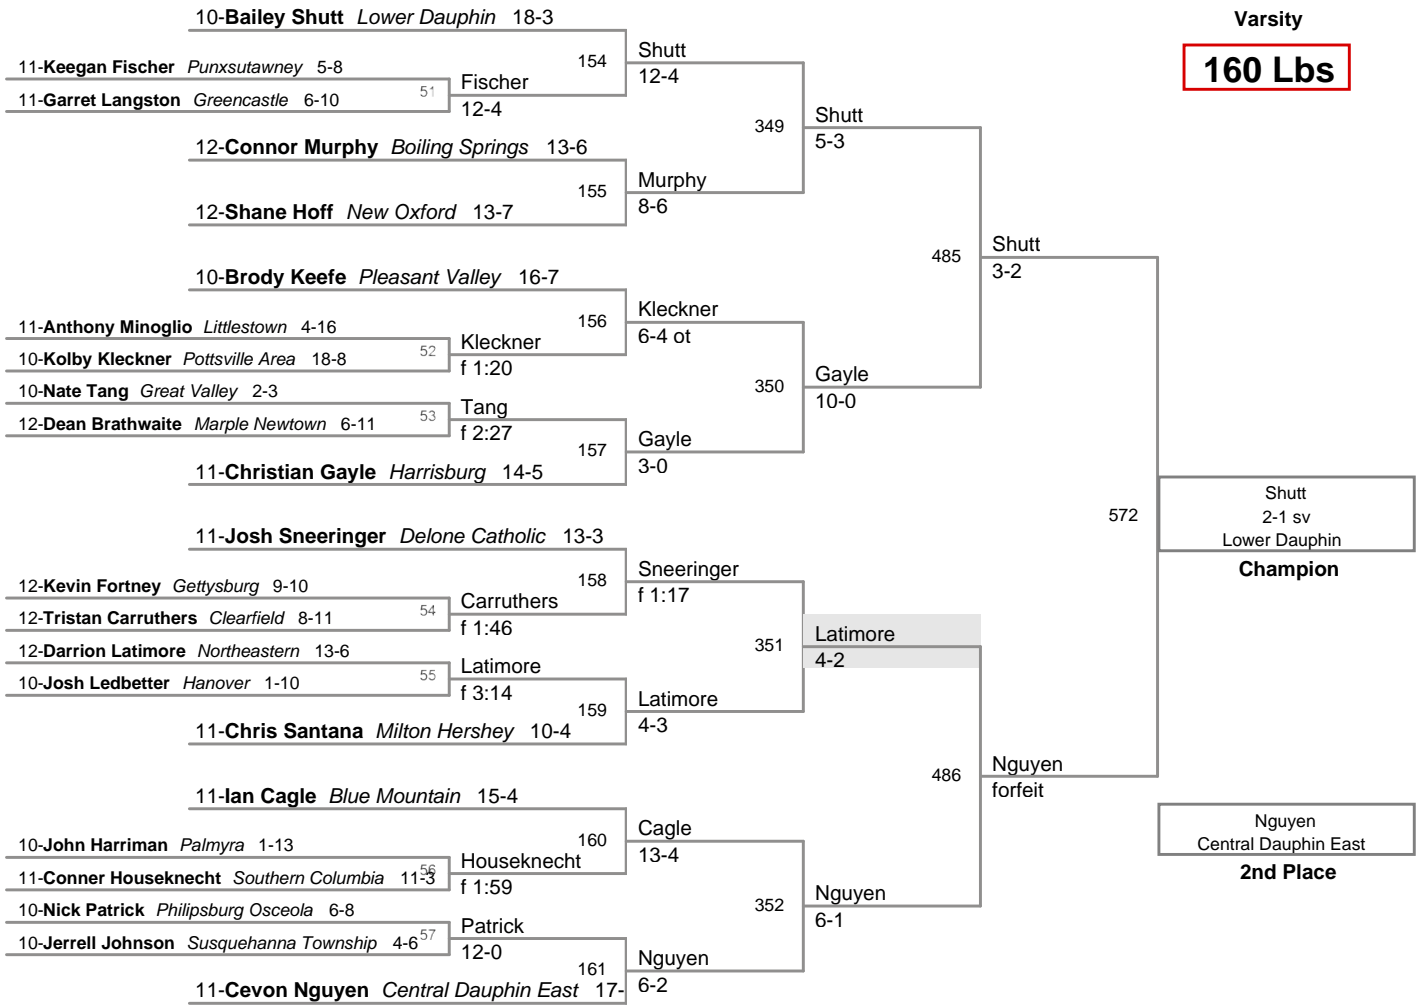 Varsity
160 Lbs
10-Bailey Shutt Lower Dauphin 18-3
11-Keegan Fischer Punxsutawney 5-8
51
11-Garret Langston Greencastle 6-10
Fischer
12-4
154
Shutt
12-4
12-Connor Murphy Boiling Springs 13-6
155
12-Shane Hoff New Oxford 13-7
Murphy
8-6
349
Shutt
5-3
10-Brody Keefe Pleasant Valley 16-7
11-Anthony Minoglio Littlestown 4-16
52
10-Kolby Kleckner Pottsville Area 18-8
Kleckner
f 1:20
156
Kleckner
6-4 ot
10-Nate Tang Great Valley 2-3
53
12-Dean Brathwaite Marple Newtown 6-11
Tang
f 2:27
157
11-Christian Gayle Harrisburg 14-5
Gayle
3-0
350
Gayle
10-0
485
Shutt
3-2
11-Josh Sneeringer Delone Catholic 13-3
12-Kevin Fortney Gettysburg 9-10
54
12-Tristan Carruthers Clearfield 8-11
Carruthers
f 1:46
158
Sneeringer
f 1:17
12-Darrion Latimore Northeastern 13-6
55
10-Josh Ledbetter Hanover 1-10
Latimore
f 3:14
159
11-Chris Santana Milton Hershey 10-4
Latimore
4-3
351
Latimore
4-2
11-Ian Cagle Blue Mountain 15-4
10-John Harriman Palmyra 1-13
56
11-Conner Houseknecht Southern Columbia 11-3
Houseknecht
f 1:59
160
Cagle
13-4
10-Nick Patrick Philipsburg Osceola 6-8
57
10-Jerrell Johnson Susquehanna Township 4-6
Patrick
12-0
161
11-Cevon Nguyen Central Dauphin East 17-
Nguyen
6-2
352
Nguyen
6-1
486
Nguyen
forfeit
572
Shutt
2-1 sv
Lower Dauphin
Champion
Nguyen
Central Dauphin East
2nd Place